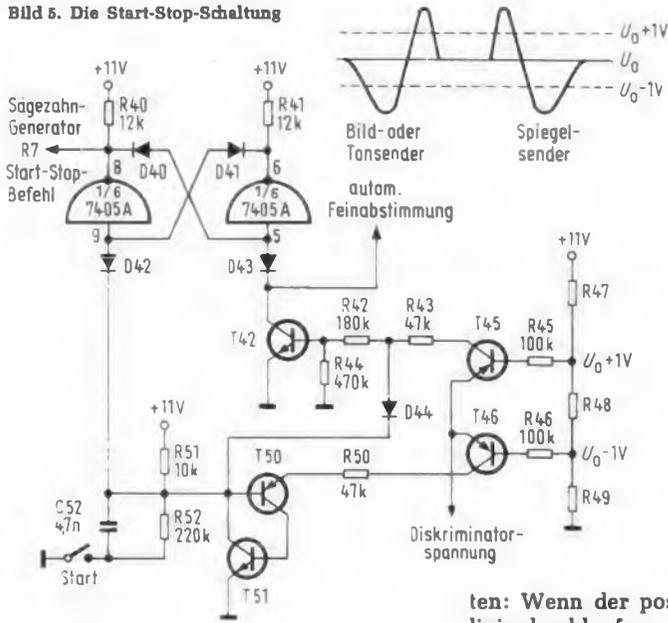 Bild 5. Die Start-Stop-Schaltung
U₀+1V
U₀
U₀-1V
Bild- oder
Tonsender
Spiegel-
sender
+11V
+11V
Sägezahn-
Generator
R7
Start-Stop-
Befehl
R40
12k
R41
12k
D40
D41
8
6
1/6
7405A
1/6
7405A
9
5
autom.
Feinabstimmung
D42
D43
+11V
R47
T42
R42
180k
R43
47k
T45
R45
100k
U₀+1V
R44
470k
D44
T46
R46
100k
R48
U₀-1V
+11V
R51
10k
T50
R50
47k
R49
C52
4,7n
R52
220k
Start
T51
Diskriminator-
spannung
ten: Wenn der pos